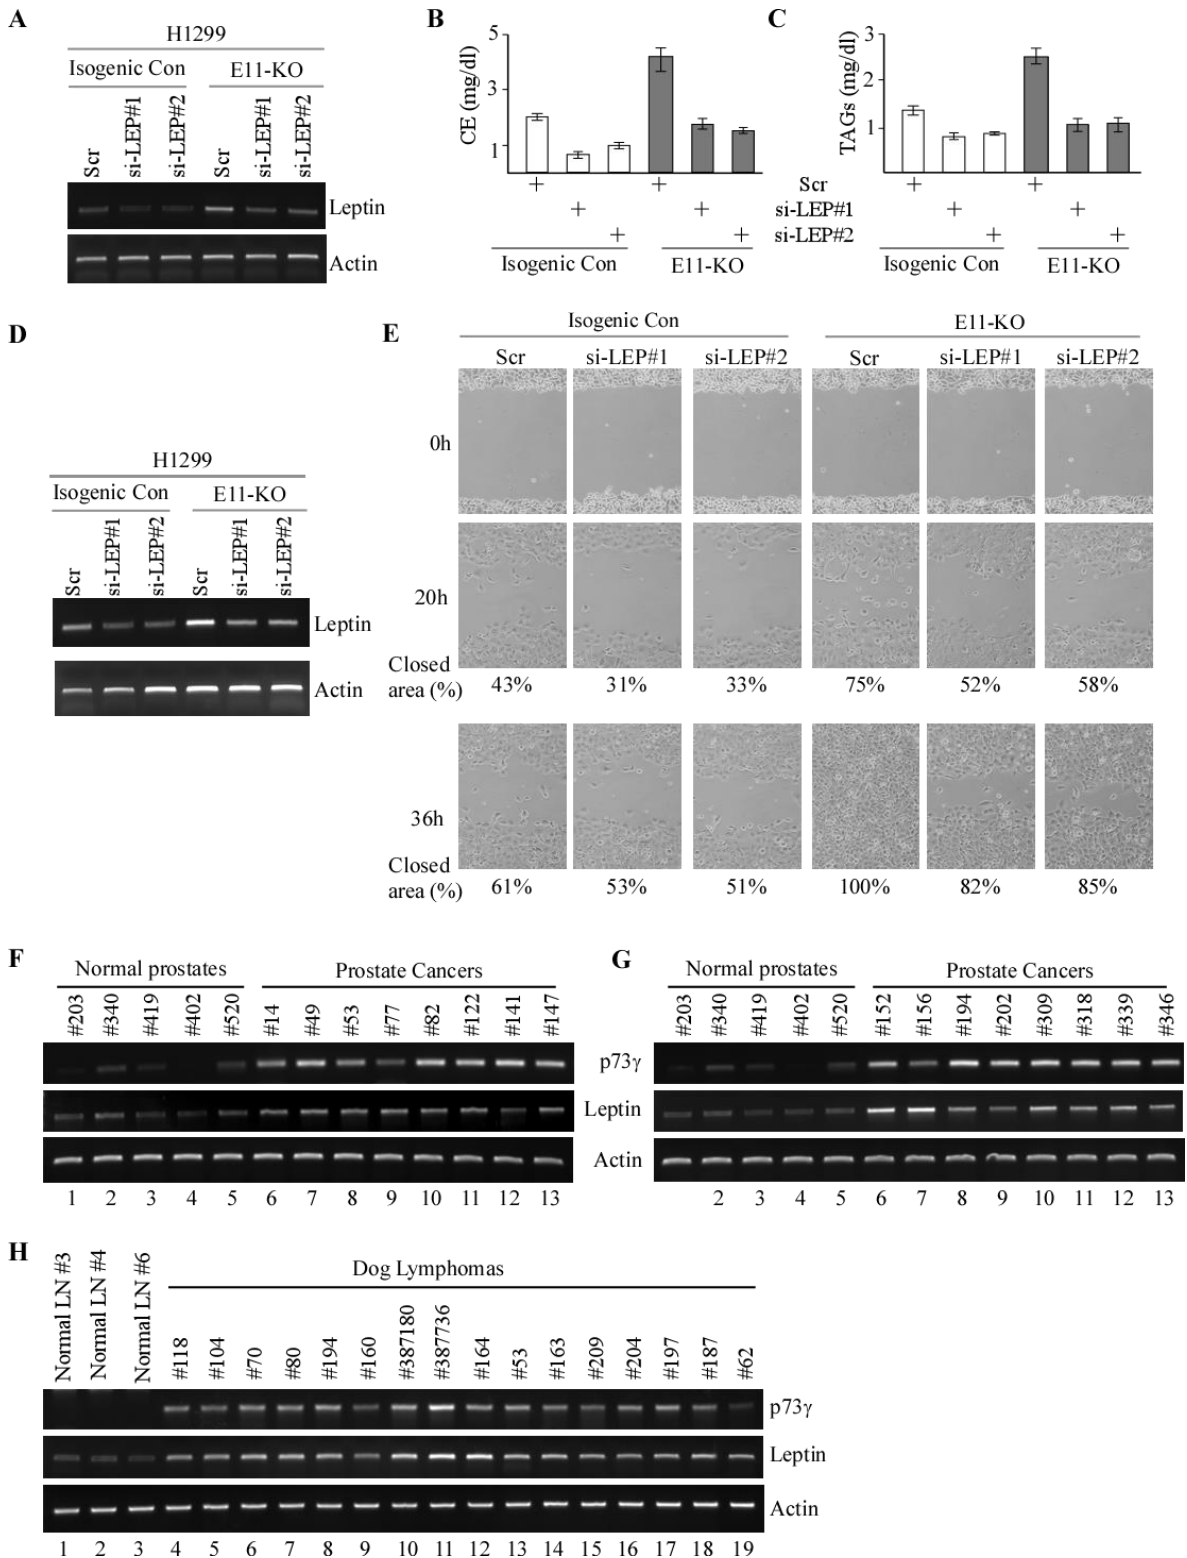 A
H1299
Isogenic Con
E11-KO
Scr
si-LEP#1
si-LEP#2
Scr
si-LEP#1
si-LEP#2
Leptin
Actin
B
CE (mg/dl)
5
3
1
C
TAGs (mg/dl)
3
2
1
Scr + + + +
si-LEP#1 + + + +
si-LEP#2 + + + +
Isogenic Con E11-KO Isogenic Con E11-KO
D
H1299
Isogenic Con E11-KO
Scr
si-LEP#1
si-LEP#2
Scr
si-LEP#1
si-LEP#2
Leptin
Actin
E
Isogenic Con E11-KO
Scr si-LEP#1 si-LEP#2 Scr si-LEP#1 si-LEP#2
0h
20h
Closed
area (%) 43% 31% 33% 75% 52% 58%
36h
Closed
area (%) 61% 53% 51% 100% 82% 85%
F
Normal prostates Prostate Cancers
#203
#340
#419
#402
#520
#14
#49
#53
#77
#82
#122
#141
#147
G
Normal prostates Prostate Cancers
#203
#340
#419
#402
#520
#152
#156
#194
#202
#309
#318
#339
#346
p73γ
Leptin
Actin
1 2 3 4 5 6 7 8 9 10 11 12 13
2 3 4 5 6 7 8 9 10 11 12 13
H
Normal LN #3
Normal LN #4
Normal LN #6
Dog Lymphomas
#118
#104
#70
#80
#194
#160
#387180
#387736
#164
#53
#163
#209
#204
#197
#187
#62
p73γ
Leptin
Actin
1 2 3 4 5 6 7 8 9 10 11 12 13 14 15 16 17 18 19